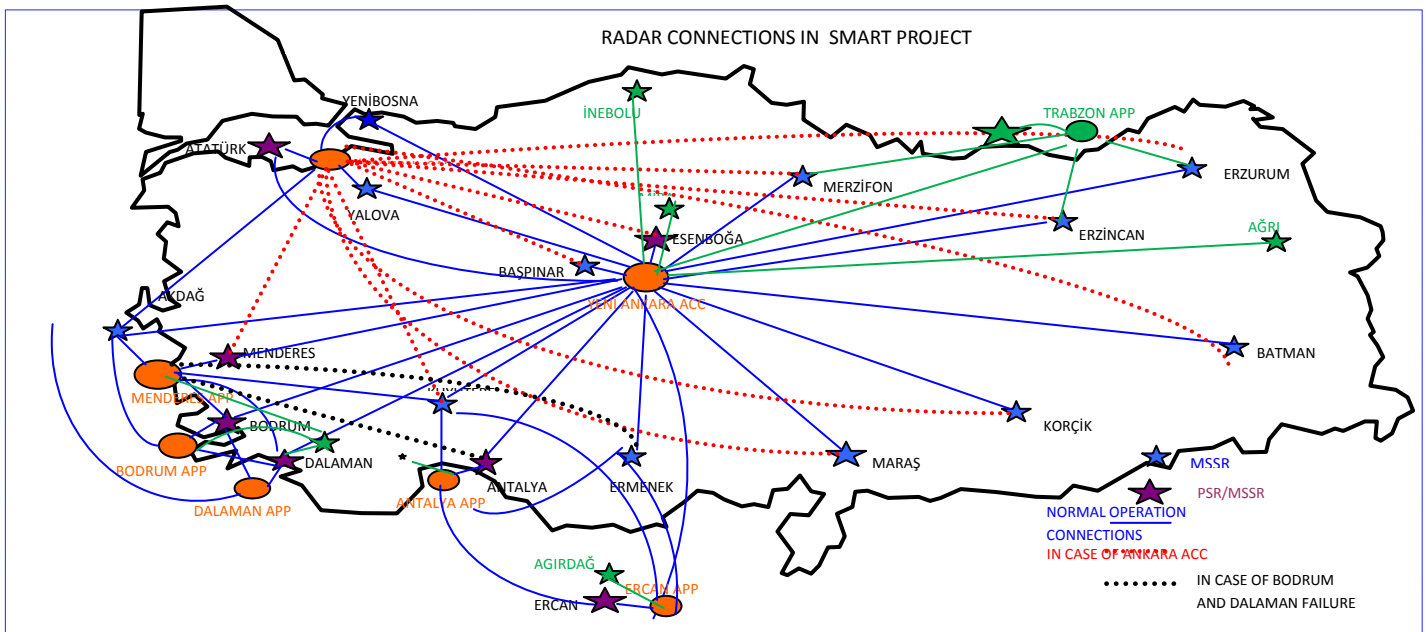 RADAR CONNECTIONS IN SMART PROJECT
YENİBOSNA
İNEBOLU
TRABZON APP
ATATÜRK
MERZİFON
ERZURUM
YALOVA
ESENBOĞA
ERZİNCAN
AĞRI
BAŞPINAR
AKDAĞ
YENİ ANKARA ACC
MENDERES
BATMAN
MENDERES APP
BODRUM
KORÇİK
BODRUM APP
DALAMAN
MARAŞ
MSSR
ANTALYA
ERMENEK
PSR/MSSR
DALAMAN APP
ANTALYA APP
NORMAL OPERATION
CONNECTIONS
AGIRDAĞ
IN CASE OF ANKARA ACC
ERCAN APP
IN CASE OF BODRUM
ERCAN
AND DALAMAN FAILURE